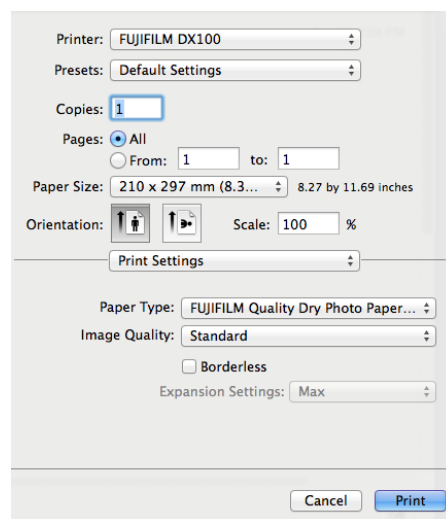 Printer: FUJIFILM DX100
Presets: Default Settings
Copies: 1
Pages: All
From: 1 to: 1
Paper Size: 210 x 297 mm (8.3... 8.27 by 11.69 inches
Orientation: Scale: 100 %
Print Settings
Paper Type: FUJIFILM Quality Dry Photo Paper...
Image Quality: Standard
Borderless
Expansion Settings: Max
Cancel Print